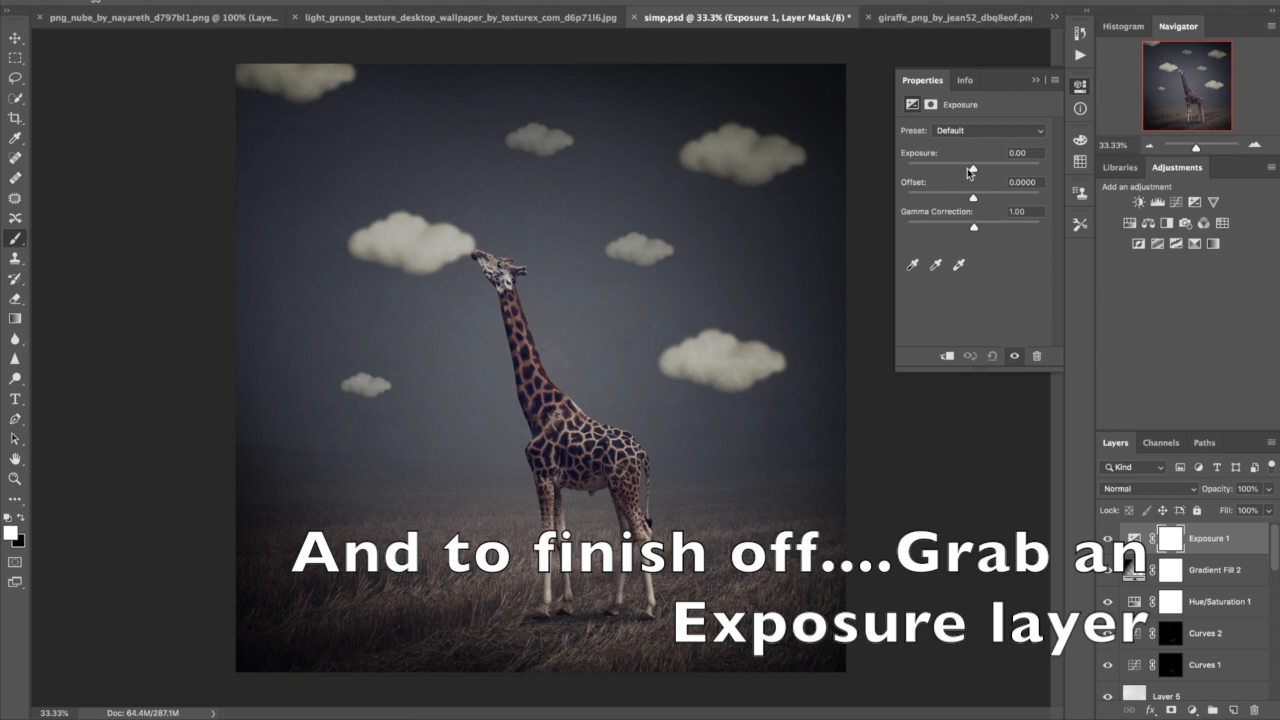 png_nube_by_nayareth_d797bl1.png @ 100% (Laye...
light_grunge_texture_desktop_wallpaper_by_texturex_com_d6p71l6.jpg
simp.psd @ 33.3% (Exposure 1, Layer Mask/8) *
giraffe_png_by_jean52_dbq8eof.png
Histogram
Navigator
33.33%
Properties
Info
Exposure
Preset:
Default
Exposure:
0.00
Offset:
0.0000
Gamma Correction:
1.00
Libraries
Adjustments
Add an adjustment
Layers
Channels
Paths
Kind
Normal
Opacity: 100%
Lock:
Fill: 100%
Exposure 1
Gradient Fill 2
Hue/Saturation 1
Curves 2
Curves 1
Layer 5
And to finish off....Grab an
Exposure layer
33.33%
Doc: 64.4M/287.1M